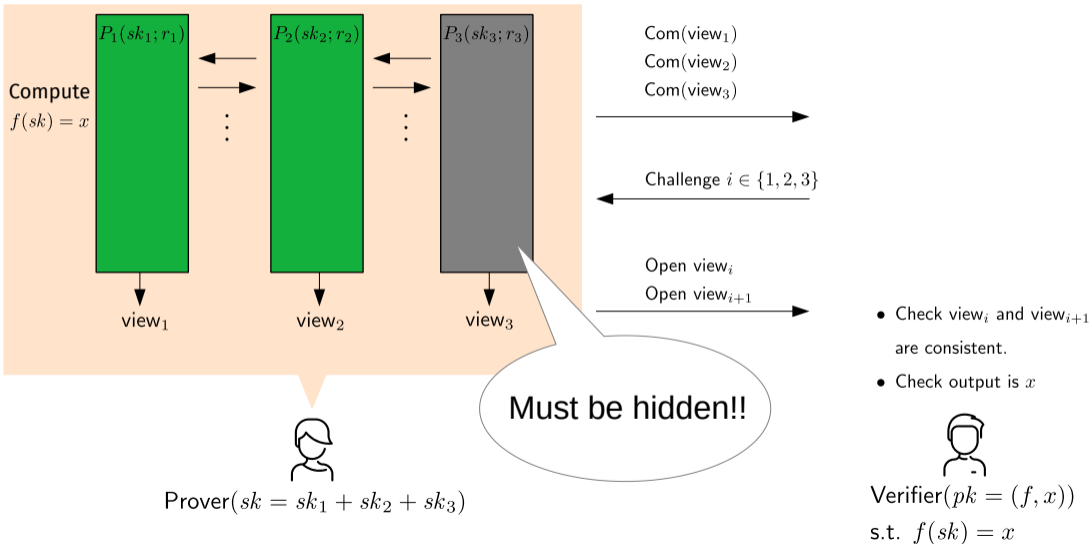 P₁(sk₁; r₁)
P₂(sk₂; r₂)
P₃(sk₃; r₃)
Compute
f(sk) = x
⋮
⋮
view₁
view₂
view₃
Must be hidden!!
Prover(sk = sk₁ + sk₂ + sk₃)
Com(view₁)
Com(view₂)
Com(view₃)
Challenge i ∈ {1, 2, 3}
Open viewᵢ
Open viewᵢ₊₁
• Check viewᵢ and viewᵢ₊₁
are consistent.
• Check output is x
Verifier(pk = (f, x))
s.t. f(sk) = x